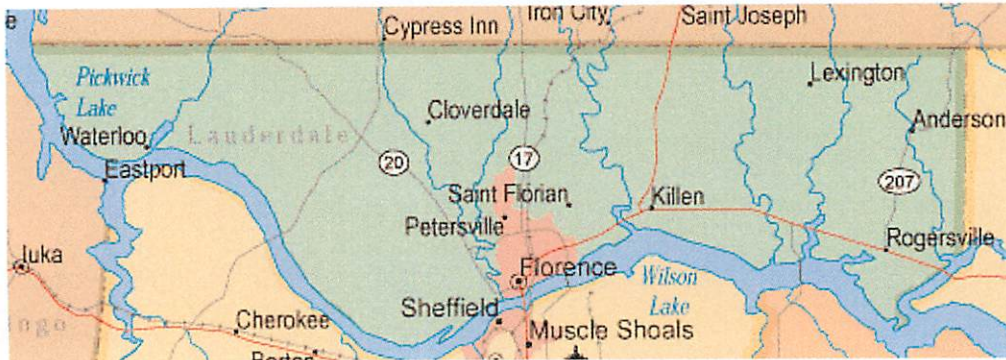 e
Cypress Inn
Iron City
Saint Joseph
Pickwick
Lake
Lexington
Cloverdale
Anderson
Waterloo
Lauderdale
Eastport
20
17
207
Saint Florian
Killen
Petersville
Rogersville
Iuka
Florence
Wilson
Lake
Sheffield
Cherokee
Muscle Shoals
ingo